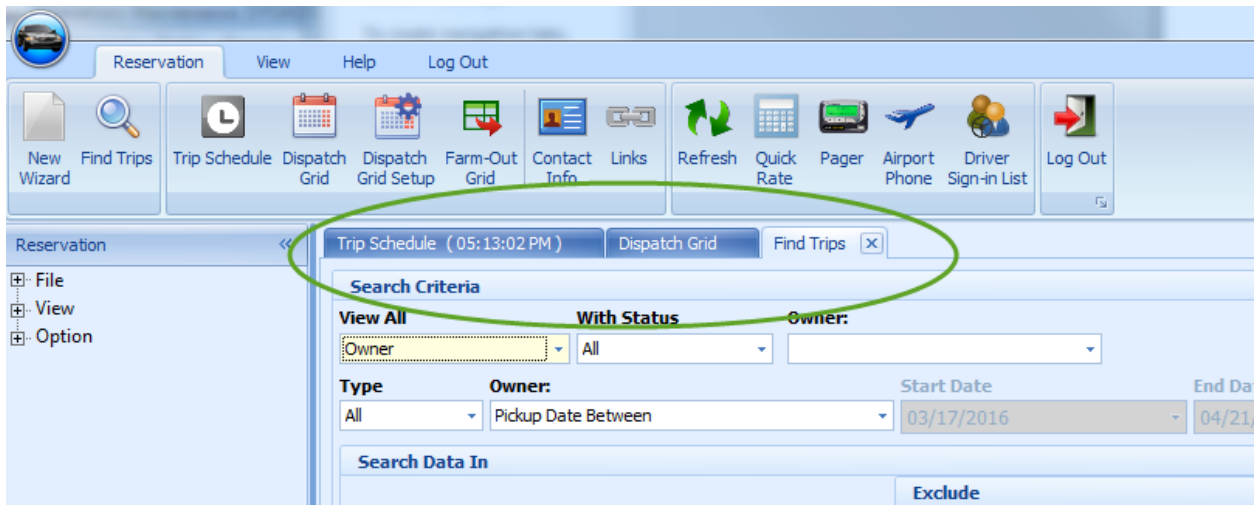 Reservation View Help Log Out
New Wizard
Find Trips
Trip Schedule
Dispatch Grid
Dispatch Grid Setup
Farm-Out Grid
Contact Info
Links
Refresh
Quick Rate
Pager
Airport Phone
Driver Sign-in List
Log Out
Reservation
File
View
Option
Trip Schedule ( 05:13:02 PM ) Dispatch Grid Find Trips
Search Criteria
View All With Status Owner:
Owner All
Type Owner: Start Date End Da
All Pickup Date Between 03/17/2016 04/21/
Search Data In
Exclude